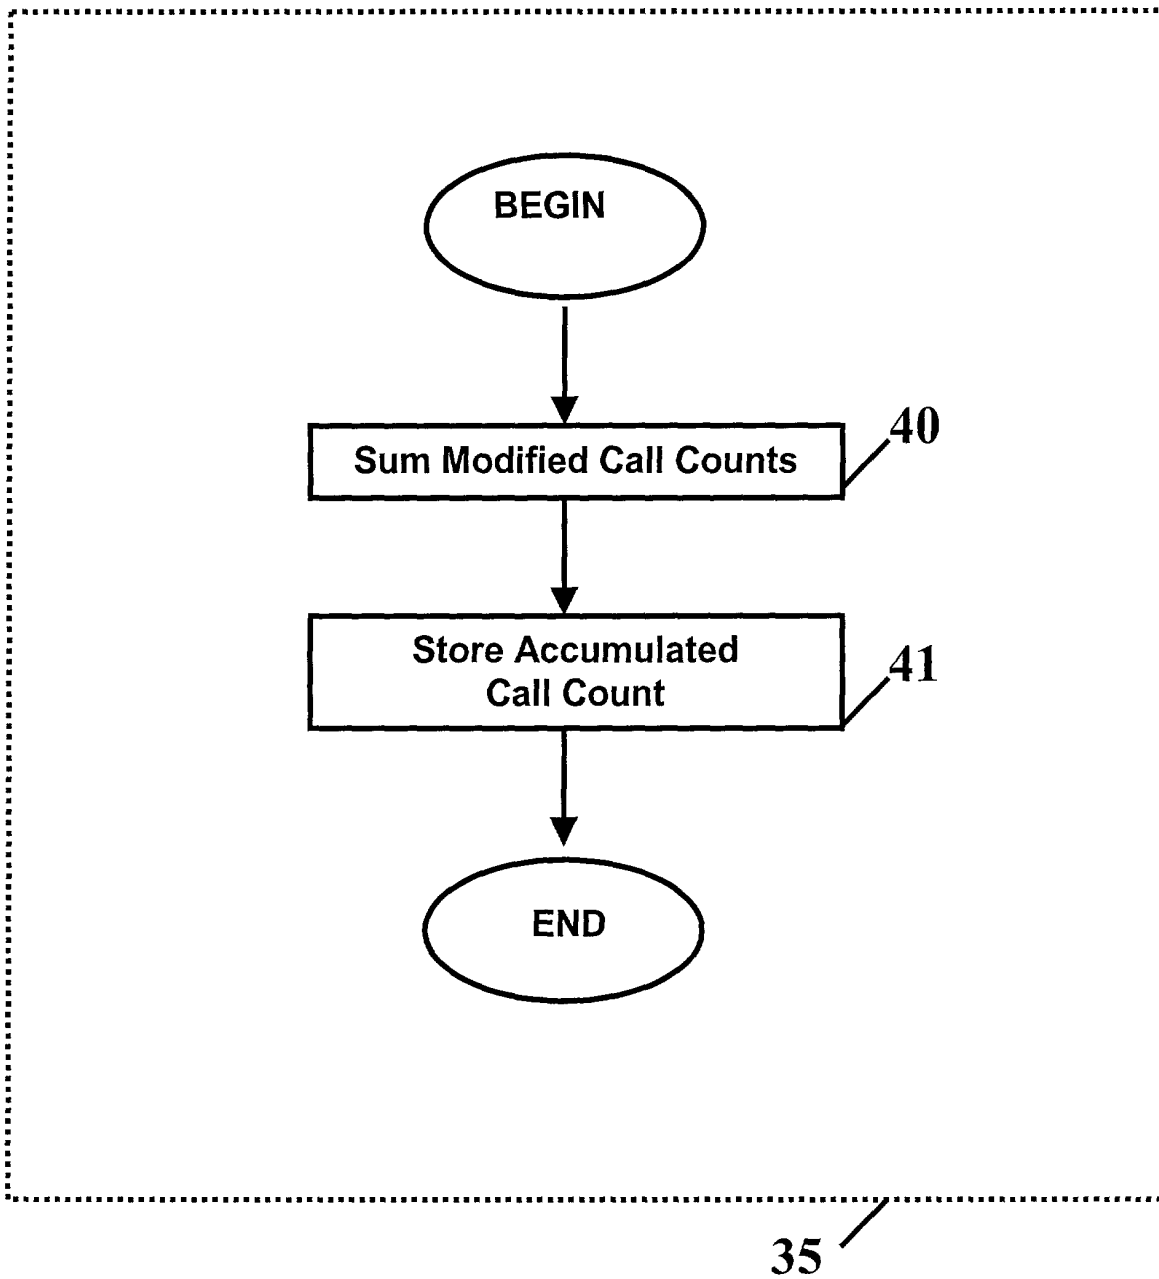 BEGIN
40
Sum Modified Call Counts
41
Store Accumulated
Call Count
END
35